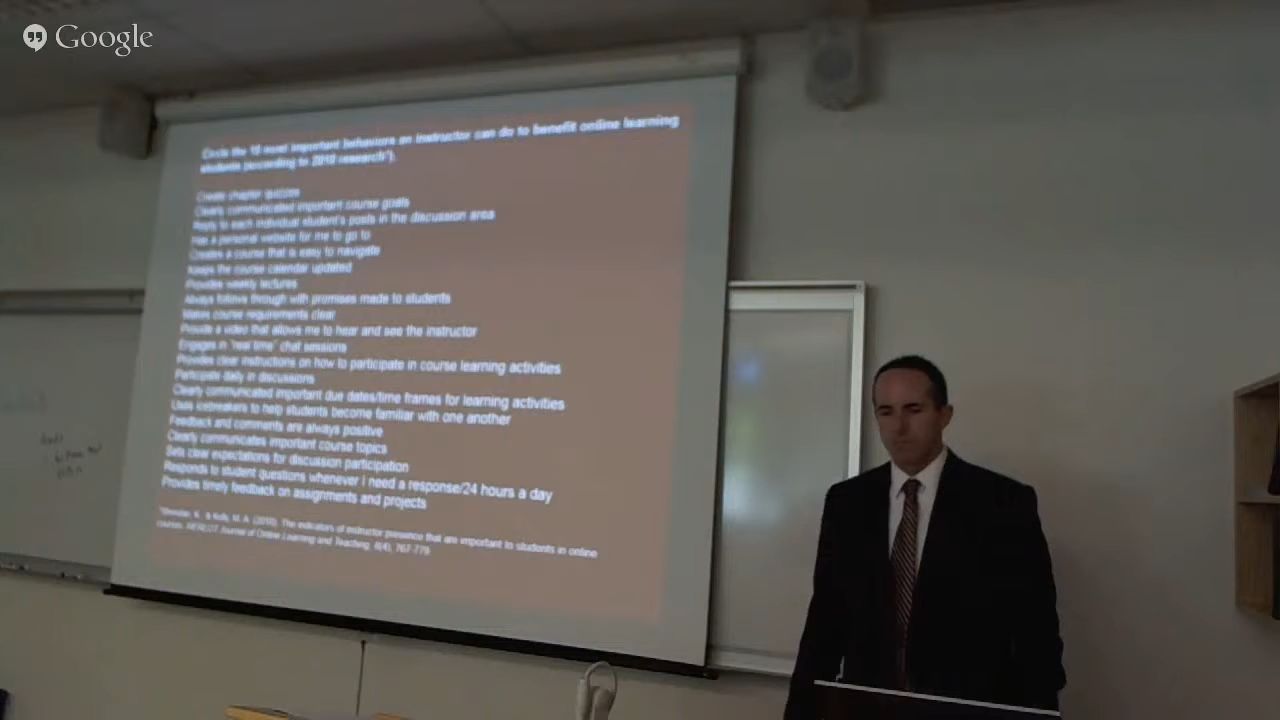 Google
Circle the 10 most important behaviors an instructor can do to benefit online learning
students (according to 2010 research*).
Create chapter quizzes
Clearly communicated important course goals
Reply to each individual student's posts in the discussion area
Has a personal website for me to go to
Creates a course that is easy to navigate
Keeps the course calendar updated
Provides weekly lectures
Always follows through with promises made to students
Makes course requirements clear
Provide a video that allows me to hear and see the instructor
Engages in "real time" chat sessions
Provides clear instructions on how to participate in course learning activities
Participate daily in discussions
Clearly communicated important due dates/time frames for learning activities
Uses icebreakers to help students become familiar with one another
Feedback and comments are always positive
Clearly communicates important course topics
Sets clear expectations for discussion participation
Responds to student questions whenever I need a response/24 hours a day
Provides timely feedback on assignments and projects
K. & Kelly, M. A. (2010). The indicators of instructor presence that are important to students in online
courses. MERLOT Journal of Online Learning and Teaching, 6(4), 767-779.